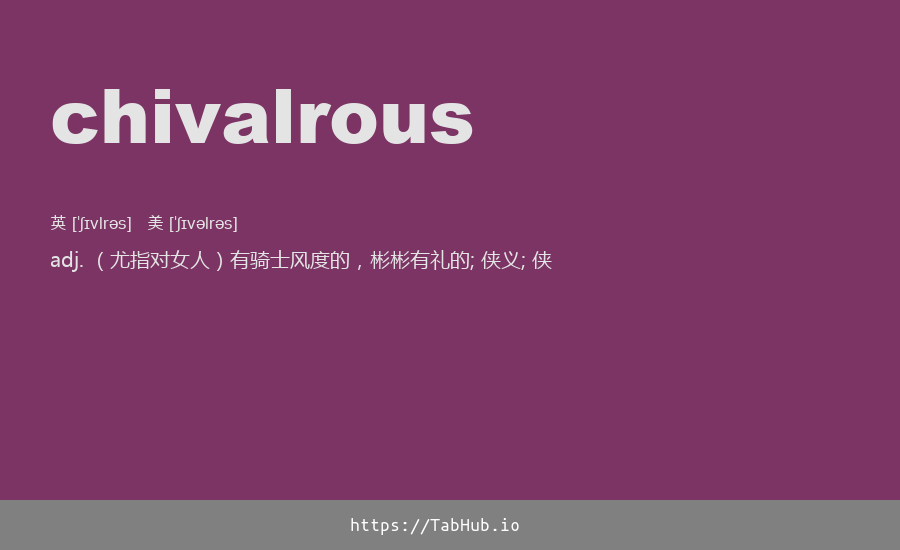 chivalrous
英 [ˈʃɪvlrəs] 美 [ˈʃɪvəlrəs]
adj. （尤指对女人）有骑士风度的，彬彬有礼的; 侠义; 侠
https://TabHub.io